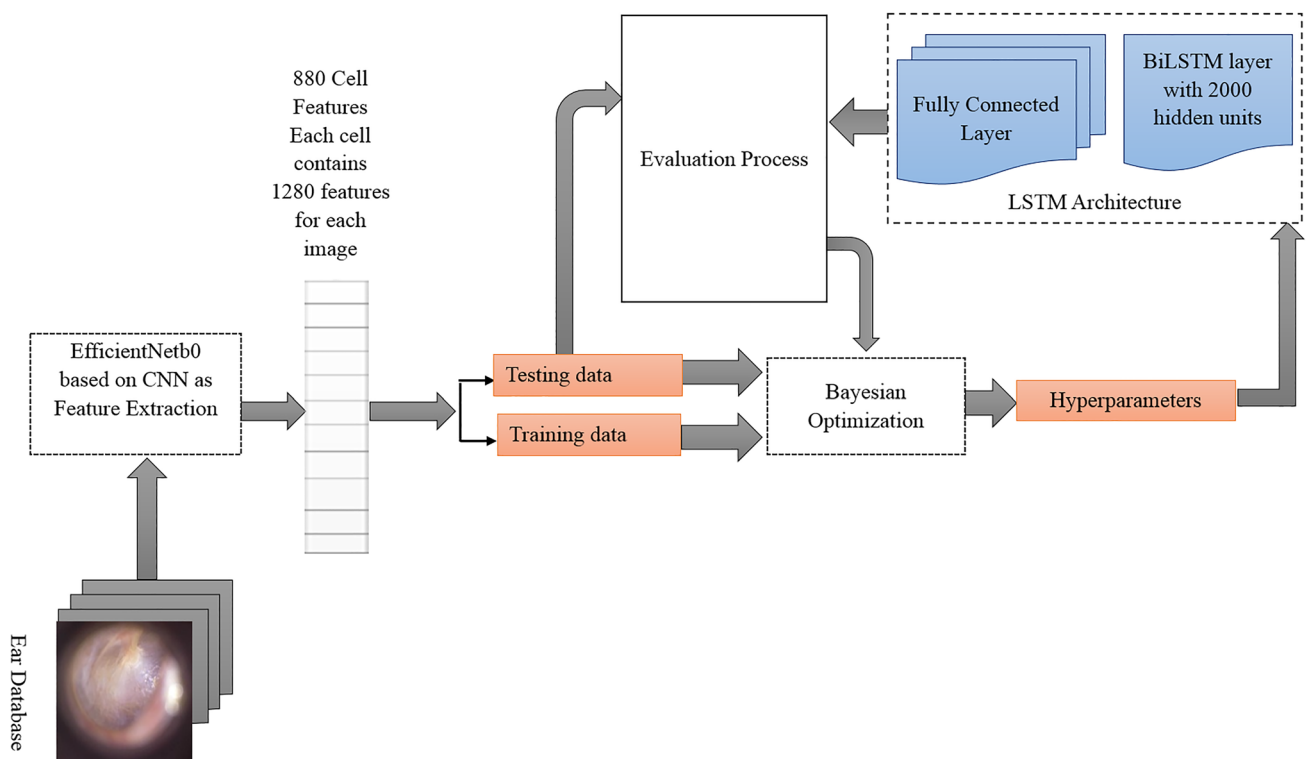 880 Cell
Features
Each cell
contains
1280 features
for each
image
Evaluation Process
Fully Connected
Layer
BiLSTM layer
with 2000
hidden units
LSTM Architecture
EfficientNetb0
based on CNN as
Feature Extraction
Testing data
Training data
Bayesian
Optimization
Hyperparameters
Ear Database